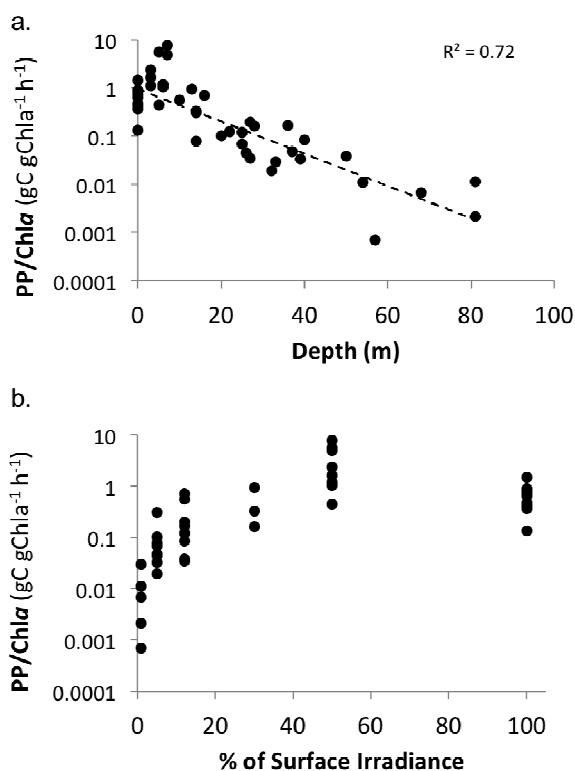 a.
10
1
0.1
0.01
0.001
0.0001
PP/Chla (gC gChla⁻¹ h⁻¹)
R² = 0.72
0 20 40 60 80 100
Depth (m)
b.
10
1
0.1
0.01
0.001
0.0001
PP/Chla (gC gChla⁻¹ h⁻¹)
0 20 40 60 80 100
% of Surface Irradiance